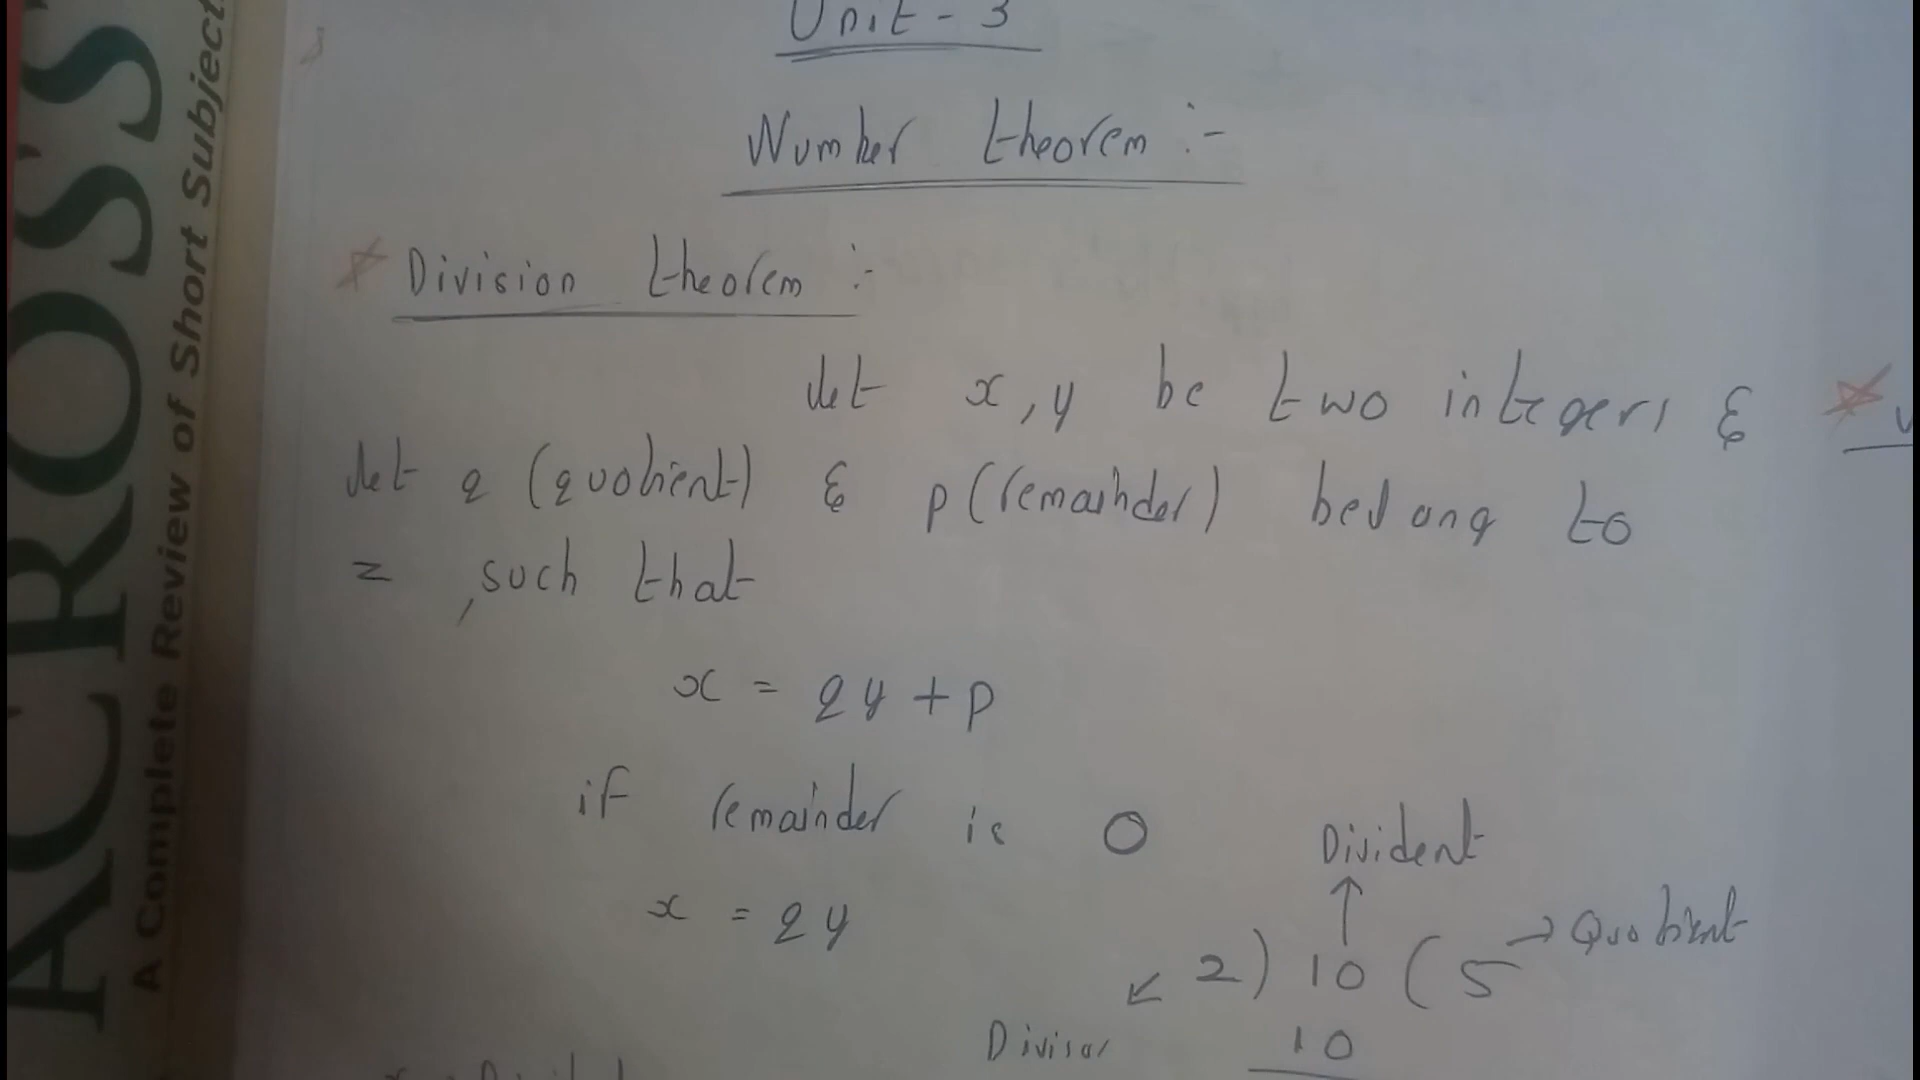 ACROSS
A Complete Review of Short Subject
Unit - 3
Number theorem :-
Division theorem :-
Let x, y be two integers &
Let q (quotient) & p (remainder) belong to
z , such that
x = qy + p
if remainder is 0
x = qy
Divident
2) 10 ( 5 → Quotient
Divisor 10